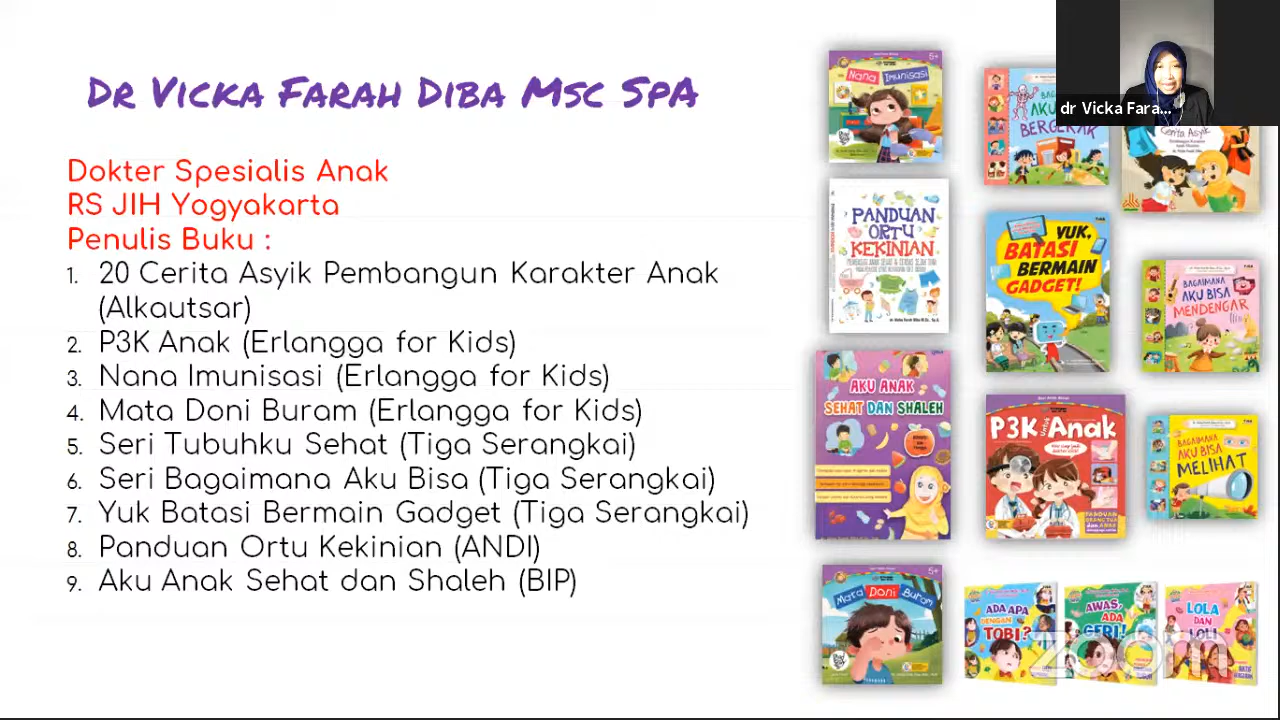 Dr Vicka Farah Diba Msc SpA
Dokter Spesialis Anak
RS JIH Yogyakarta
Penulis Buku :
1. 20 Cerita Asyik Pembangun Karakter Anak
(Alkautsar)
2. P3K Anak (Erlangga for Kids)
3. Nana Imunisasi (Erlangga for Kids)
4. Mata Doni Buram (Erlangga for Kids)
5. Seri Tubuhku Sehat (Tiga Serangkai)
6. Seri Bagaimana Aku Bisa (Tiga Serangkai)
7. Yuk Batasi Bermain Gadget (Tiga Serangkai)
8. Panduan Ortu Kekinian (ANDI)
9. Aku Anak Sehat dan Shaleh (BIP)
dr Vicka Fara...
5+
Nana Imunisasi
AKU
BERGERAK
Cerita Asyik
PANDUAN
ORTU
KEKINIAN
YUK,
BATASI
BERMAIN
GADGET!
BAGAIMANA
AKU BISA
MENDENGAR
AKU ANAK
SEHAT DAN SHALEH
P3K untuk Anak
BAGAIMANA
AKU BISA
MELIHAT
5+
Mata Doni Buram
ADA APA
DENGAN
TOBI?
AWAS,
ADA
GERI!
LOLA
DAN
LOLI
zoom